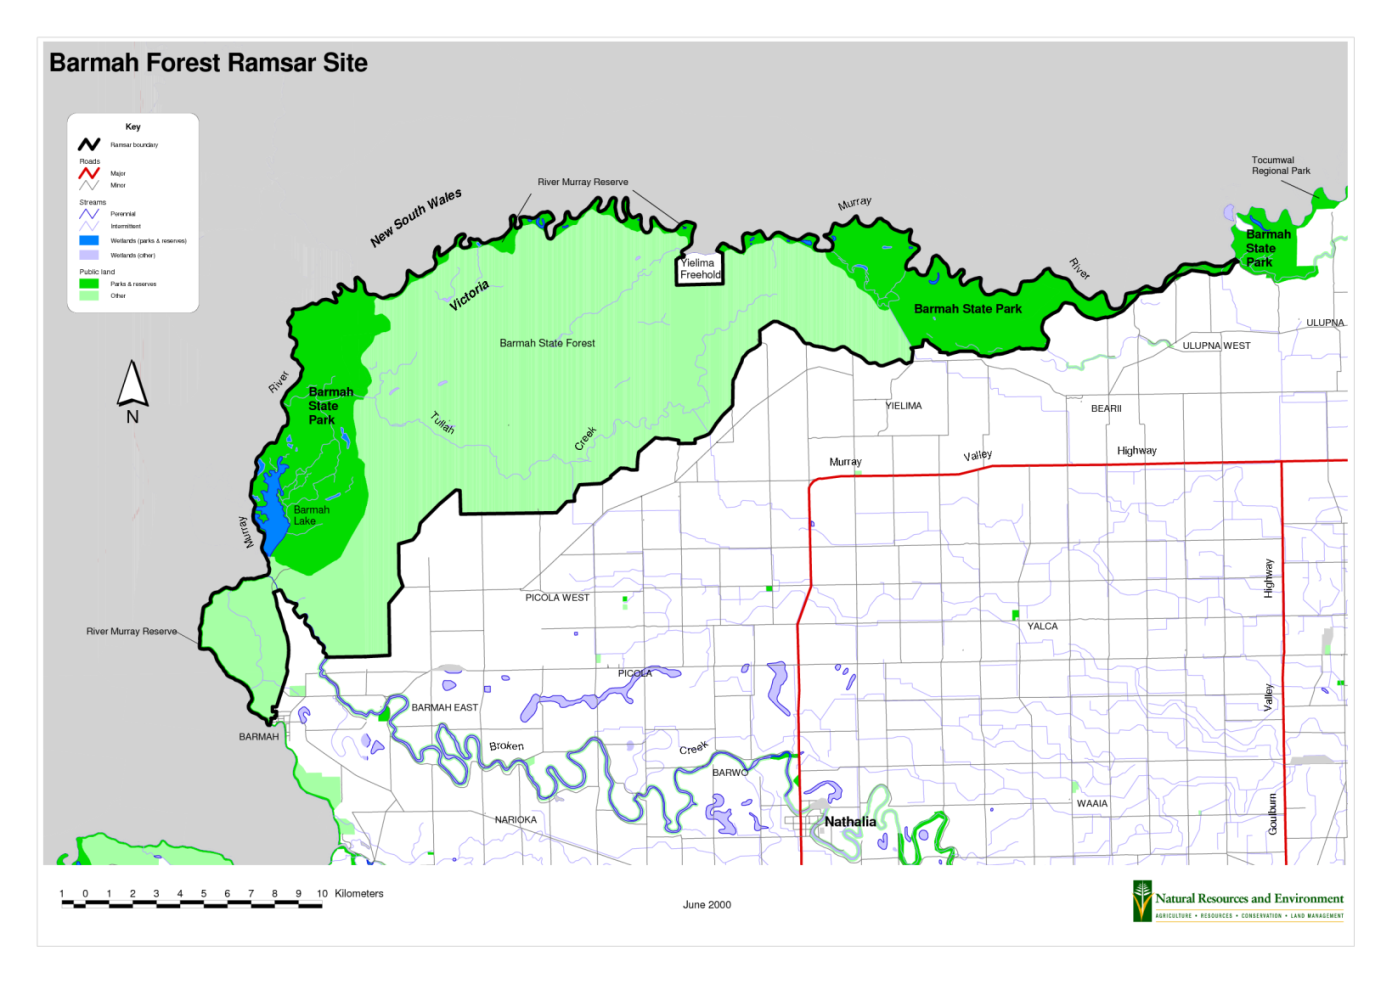 Barmah Forest Ramsar Site
Key
Ramsar boundary
Roads
Major
Minor
Streams
Perennial
Intermittent
Wetlands (parks & reserves)
Wetlands (other)
Public land
Parks & reserves
Other
N
New South Wales
Victoria
River Murray Reserve
Murray
River
Tocumwal
Regional Park
Barmah
State
Park
Yielima
Freehold
Barmah State Park
Barmah State Forest
ULUPNA
ULUPNA WEST
River
Barmah
State
Park
Tullah
Creek
YIELIMA
BEARII
Murray
Valley
Highway
Barmah
Lake
Murray
PICOLA WEST
Highway
YALCA
River Murray Reserve
PICOLA
Valley
BARMAH EAST
BARMAH
Broken
Creek
BARWO
WAAIA
NARIOKA
Nathalia
Goulburn
1 0 1 2 3 4 5 6 7 8 9 10 Kilometers
June 2000
Natural Resources and Environment
AGRICULTURE • RESOURCES • CONSERVATION • LAND MANAGEMENT